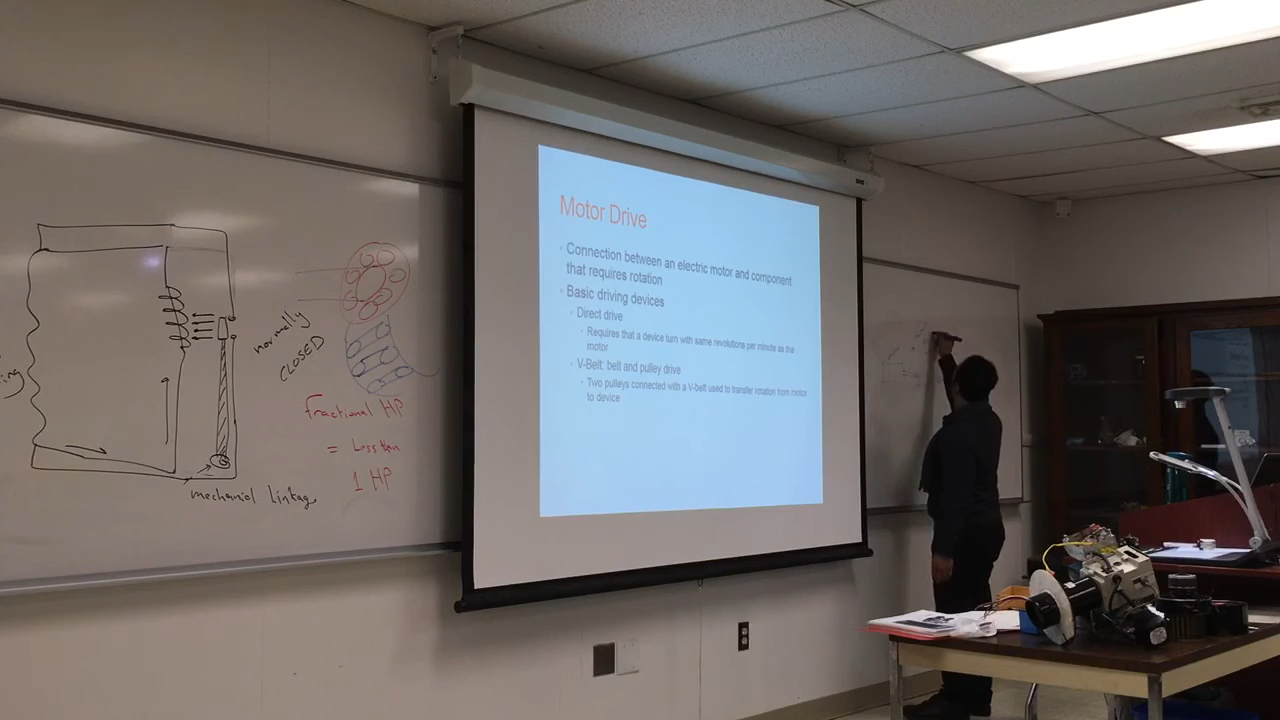 normally
CLOSED
Fractional HP
= Less than
1 HP
Motor Drive
Connection between an electric motor and component
that requires rotation
Basic driving devices
Direct drive
Requires that a device turn with same revolutions per minute as the
motor
V-Belt: belt and pulley drive
Two pulleys connected with a V-belt used to transfer rotation from motor
to device